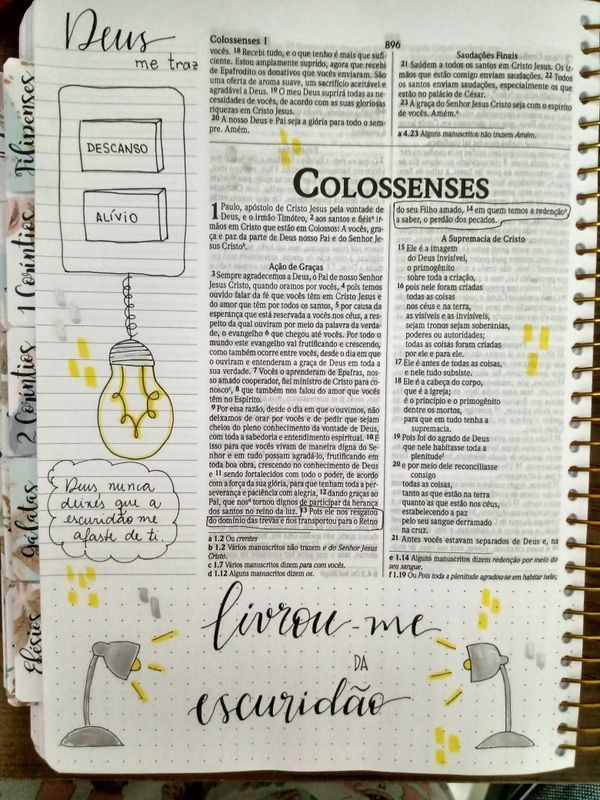 Deus
me traz
DESCANSO
ALÍVIO
Deus nunca
deixes que a
escuridão me
afaste de ti.
Filipenses
1 Coríntios
2 Coríntios
Gálatas
Efésios
Colossenses 1
896
vocês. 18 Recebi tudo, e o que tenho é mais que sufi-
ciente. Estou amplamente suprido, agora que recebi
de Epafrodito os donativos que vocês enviaram. São
uma oferta de aroma suave, um sacrifício aceitável e
agradável a Deus. 19 O meu Deus suprirá todas as ne-
cessidades de vocês, de acordo com as suas gloriosas
riquezas em Cristo Jesus.
20 A nosso Deus e Pai seja a glória para todo o sem-
pre. Amém.
Saudações Finais
21 Saúdem a todos os santos em Cristo Jesus. Os ir-
mãos que estão comigo enviam saudações. 22 Todos
os santos enviam saudações, especialmente os que
estão no palácio de César.
23 A graça do Senhor Jesus Cristo seja com o espírito
de vocês. Amém.ª
a 4.23 Alguns manuscritos não trazem Amém.
COLOSSENSES
1 Paulo, apóstolo de Cristo Jesus pela vontade de
Deus, e o irmão Timóteo, 2 aos santos e fiéisª ir-
mãos em Cristo que estão em Colossos: A vocês, gra-
ça e paz da parte de Deus nosso Pai e do Senhor Je-
sus Cristoᵇ.
Ação de Graças
3 Sempre agradecemos a Deus, o Pai de nosso Senhor
Jesus Cristo, quando oramos por vocês, 4 pois temos
ouvido falar da fé que vocês têm em Cristo Jesus e
do amor que têm por todos os santos, 5 por causa da
esperança que está reservada a vocês nos céus, a res-
peito da qual ouviram por meio da palavra da verda-
de, o evangelho 6 que chegou até vocês. Por todo o
mundo este evangelho vai frutificando e crescendo,
como também ocorre entre vocês, desde o dia em que
o ouviram e entenderam a graça de Deus em toda a
sua verdade. 7 Vocês o aprenderam de Epafras, nos-
so amado cooperador, fiel ministro de Cristo para co-
noscoᶜ, 8 que também nos falou do amor que vocês
têm no Espírito.
9 Por essa razão, desde o dia em que o ouvimos, não
deixamos de orar por vocês e de pedir que sejam
cheios do pleno conhecimento da vontade de Deus,
com toda a sabedoria e entendimento espiritual. 10 E
isso para que vocês vivam de maneira digna do Se-
nhor e em tudo possam agradá-lo, frutificando em
toda boa obra, crescendo no conhecimento de Deus
e 11 sendo fortalecidos com todo o poder, de acordo
com a força da sua glória, para que tenham toda a per-
severança e paciência com alegria, 12 dando graças ao
Pai, que nosᵈ tornou dignos de participar da herança
dos santos no reino da luz. 13 Pois ele nos resgatou
do domínio das trevas e nos transportou para o Reino
a 1.2 Ou crentes
b 1.2 Vários manuscritos não trazem e do Senhor Jesus
Cristo.
c 1.7 Vários manuscritos dizem para com vocês.
d 1.12 Alguns manuscritos dizem os.
do seu Filho amado, 14 em quem temos a redençãoᵉ,
a saber, o perdão dos pecados.
A Supremacia de Cristo
15 Ele é a imagem
do Deus invisível,
o primogênito
sobre toda a criação,
16 pois nele foram criadas
todas as coisas
nos céus e na terra,
as visíveis e as invisíveis,
sejam tronos sejam soberanias,
poderes ou autoridades;
todas as coisas foram criadas
por ele e para ele.
17 Ele é antes de todas as coisas,
e nele tudo subsiste.
18 Ele é a cabeça do corpo,
que é a igreja;
é o princípio e o primogênito
dentre os mortos,
para que em tudo tenha a
supremacia.
19 Pois foi do agrado de Deus
que nele habitasse toda a
plenitudeᶠ
20 e por meio dele reconciliasse
consigo
todas as coisas,
tanto as que estão na terra
quanto as que estão nos céus,
estabelecendo a paz
pelo seu sangue derramado
na cruz.
21 Antes vocês estavam separados de Deus e, na
e 1.14 Alguns manuscritos dizem redenção por meio do
seu sangue.
f 1.19 Ou Pois toda a plenitude agradou-se em habitar nele,
livrou-me
DÁ
escuridão